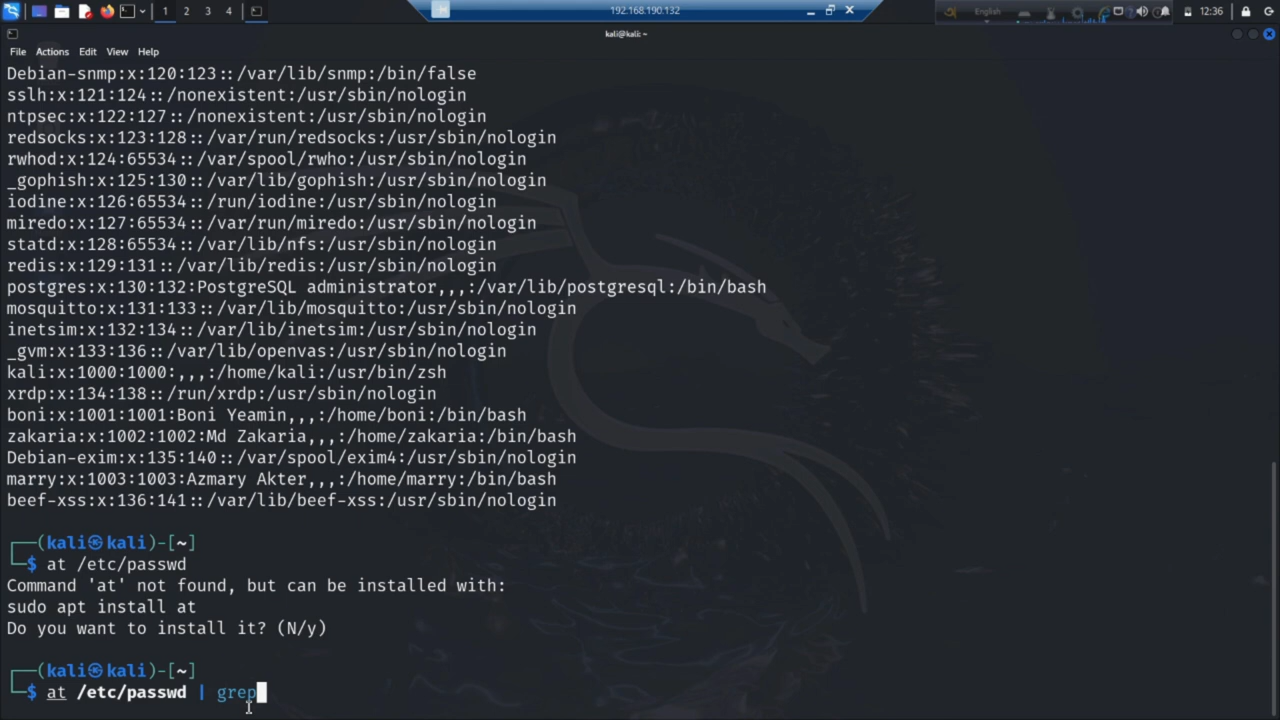 1 2 3 4
192.168.190.132
English
12:36
kali@kali: ~
File Actions Edit View Help
Debian-snmp:x:120:123::/var/lib/snmp:/bin/false
sslh:x:121:124::/nonexistent:/usr/sbin/nologin
ntpsec:x:122:127::/nonexistent:/usr/sbin/nologin
redsocks:x:123:128::/var/run/redsocks:/usr/sbin/nologin
rwhod:x:124:65534::/var/spool/rwho:/usr/sbin/nologin
_gophish:x:125:130::/var/lib/gophish:/usr/sbin/nologin
iodine:x:126:65534::/run/iodine:/usr/sbin/nologin
miredo:x:127:65534::/var/run/miredo:/usr/sbin/nologin
statd:x:128:65534::/var/lib/nfs:/usr/sbin/nologin
redis:x:129:131::/var/lib/redis:/usr/sbin/nologin
postgres:x:130:132:PostgreSQL administrator,,,:/var/lib/postgresql:/bin/bash
mosquitto:x:131:133::/var/lib/mosquitto:/usr/sbin/nologin
inetsim:x:132:134::/var/lib/inetsim:/usr/sbin/nologin
_gvm:x:133:136::/var/lib/openvas:/usr/sbin/nologin
kali:x:1000:1000:,,,:/home/kali:/usr/bin/zsh
xrdp:x:134:138::/run/xrdp:/usr/sbin/nologin
boni:x:1001:1001:Boni Yeamin,,,:/home/boni:/bin/bash
zakaria:x:1002:1002:Md Zakaria,,,:/home/zakaria:/bin/bash
Debian-exim:x:135:140::/var/spool/exim4:/usr/sbin/nologin
marry:x:1003:1003:Azmary Akter,,,:/home/marry:/bin/bash
beef-xss:x:136:141::/var/lib/beef-xss:/usr/sbin/nologin
┌──(kali㉿kali)-[~]
└─$ at /etc/passwd
Command 'at' not found, but can be installed with:
sudo apt install at
Do you want to install it? (N/y)
┌──(kali㉿kali)-[~]
└─$ at /etc/passwd | grep